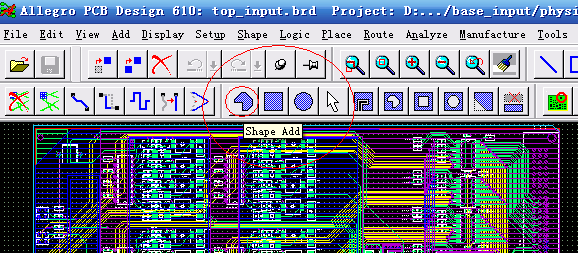 Allegro PCB Design 610: top_input.brd  Project: D:.../base_input/physi
File Edit View Add Display Setup Shape Logic Place Route Analyze Manufacture Tools
Shape Add